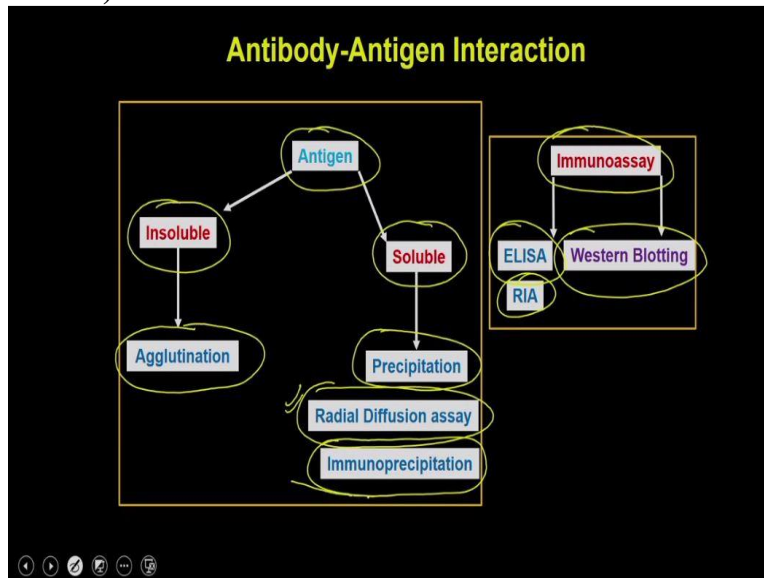 Antibody-Antigen Interaction
Antigen
Insoluble
Soluble
Agglutination
Precipitation
Radial Diffusion assay
Immunoprecipitation
Immunoassay
ELISA
Western Blotting
RIA